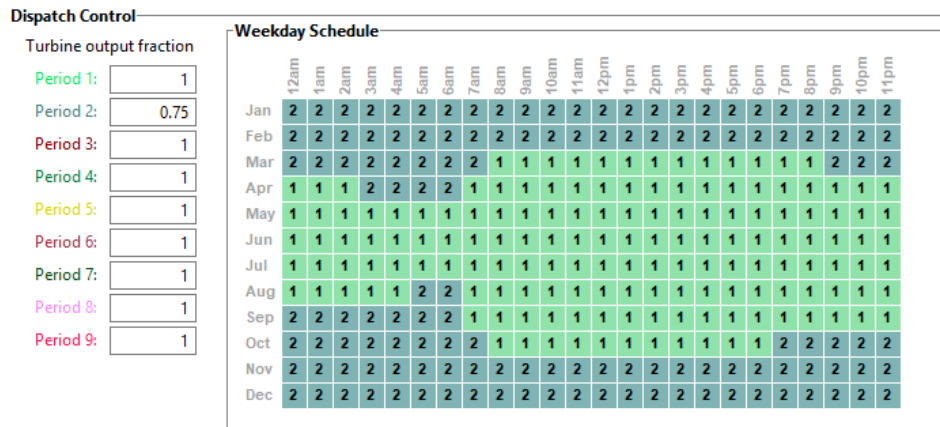 Dispatch Control
Turbine output fraction
Period 1: 1
Period 2: 0.75
Period 3: 1
Period 4: 1
Period 5: 1
Period 6: 1
Period 7: 1
Period 8: 1
Period 9: 1
Weekday Schedule
12am 1am 2am 3am 4am 5am 6am 7am 8am 9am 10am 11am 12pm 1pm 2pm 3pm 4pm 5pm 6pm 7pm 8pm 9pm 10pm 11pm
Jan 2 2 2 2 2 2 2 2 2 2 2 2 2 2 2 2 2 2 2 2 2 2 2 2
Feb 2 2 2 2 2 2 2 2 2 2 2 2 2 2 2 2 2 2 2 2 2 2 2 2
Mar 2 2 2 2 2 2 2 2 1 1 1 1 1 1 1 1 1 1 1 1 1 2 2 2
Apr 1 1 1 2 2 2 2 1 1 1 1 1 1 1 1 1 1 1 1 1 1 1 1 1
May 1 1 1 1 1 1 1 1 1 1 1 1 1 1 1 1 1 1 1 1 1 1 1 1
Jun 1 1 1 1 1 1 1 1 1 1 1 1 1 1 1 1 1 1 1 1 1 1 1 1
Jul 1 1 1 1 1 1 1 1 1 1 1 1 1 1 1 1 1 1 1 1 1 1 1 1
Aug 1 1 1 1 1 2 2 1 1 1 1 1 1 1 1 1 1 1 1 1 1 1 1 1
Sep 2 2 2 2 2 2 2 1 1 1 1 1 1 1 1 1 1 1 1 1 1 1 1 1
Oct 2 2 2 2 2 2 2 2 1 1 1 1 1 1 1 1 1 1 1 2 2 2 2 2
Nov 2 2 2 2 2 2 2 2 2 2 2 2 2 2 2 2 2 2 2 2 2 2 2 2
Dec 2 2 2 2 2 2 2 2 2 2 2 2 2 2 2 2 2 2 2 2 2 2 2 2